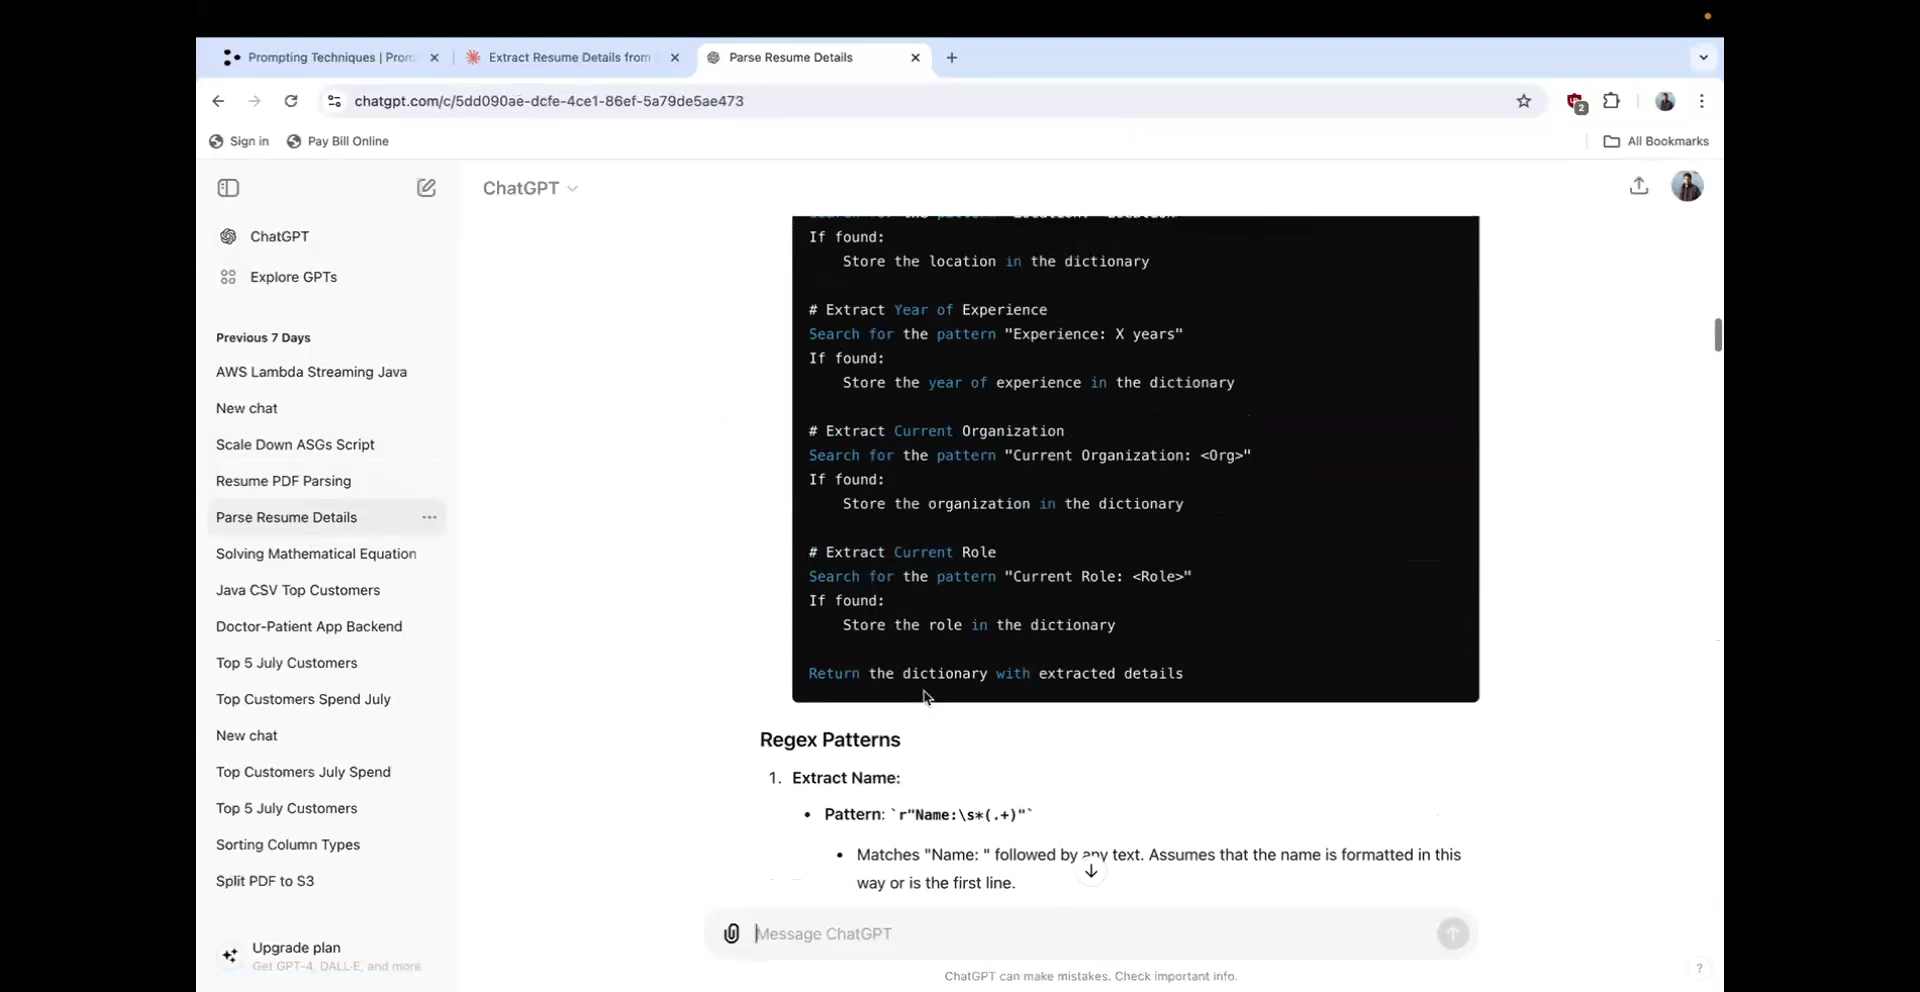 Prompting Techniques | Prom
Extract Resume Details from
Parse Resume Details
chatgpt.com/c/5dd090ae-dcfe-4ce1-86ef-5a79de5ae473
2
Sign in
Pay Bill Online
All Bookmarks
ChatGPT
Explore GPTs
Previous 7 Days
AWS Lambda Streaming Java
New chat
Scale Down ASGs Script
Resume PDF Parsing
Parse Resume Details
Solving Mathematical Equation
Java CSV Top Customers
Doctor-Patient App Backend
Top 5 July Customers
Top Customers Spend July
New chat
Top Customers July Spend
Top 5 July Customers
Sorting Column Types
Split PDF to S3
Upgrade plan
Get GPT-4, DALL·E, and more
ChatGPT
If found:
Store the location in the dictionary
# Extract Year of Experience
Search for the pattern "Experience: X years"
If found:
Store the year of experience in the dictionary
# Extract Current Organization
Search for the pattern "Current Organization: <Org>"
If found:
Store the organization in the dictionary
# Extract Current Role
Search for the pattern "Current Role: <Role>"
If found:
Store the role in the dictionary
Return the dictionary with extracted details
Regex Patterns
1. Extract Name:
• Pattern: `r"Name:\s*(.+)"`
• Matches "Name: " followed by any text. Assumes that the name is formatted in this
way or is the first line.
Message ChatGPT
ChatGPT can make mistakes. Check important info.
?